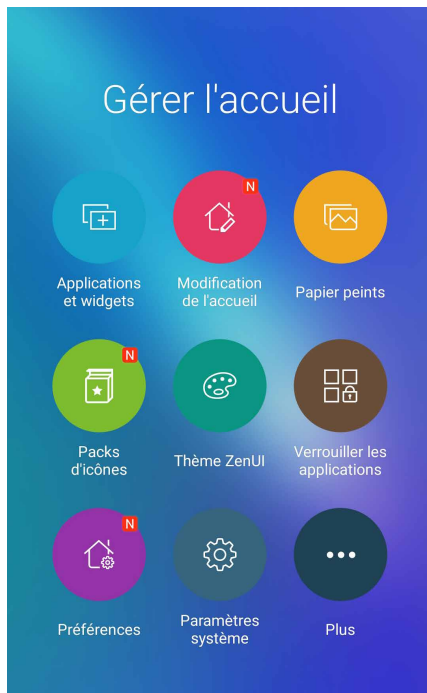 Gérer l'accueil
N
Applications
et widgets
Modification
de l'accueil
Papier peints
N
Packs
d'icônes
Thème ZenUI
Verrouiller les
applications
N
Préférences
Paramètres
système
Plus